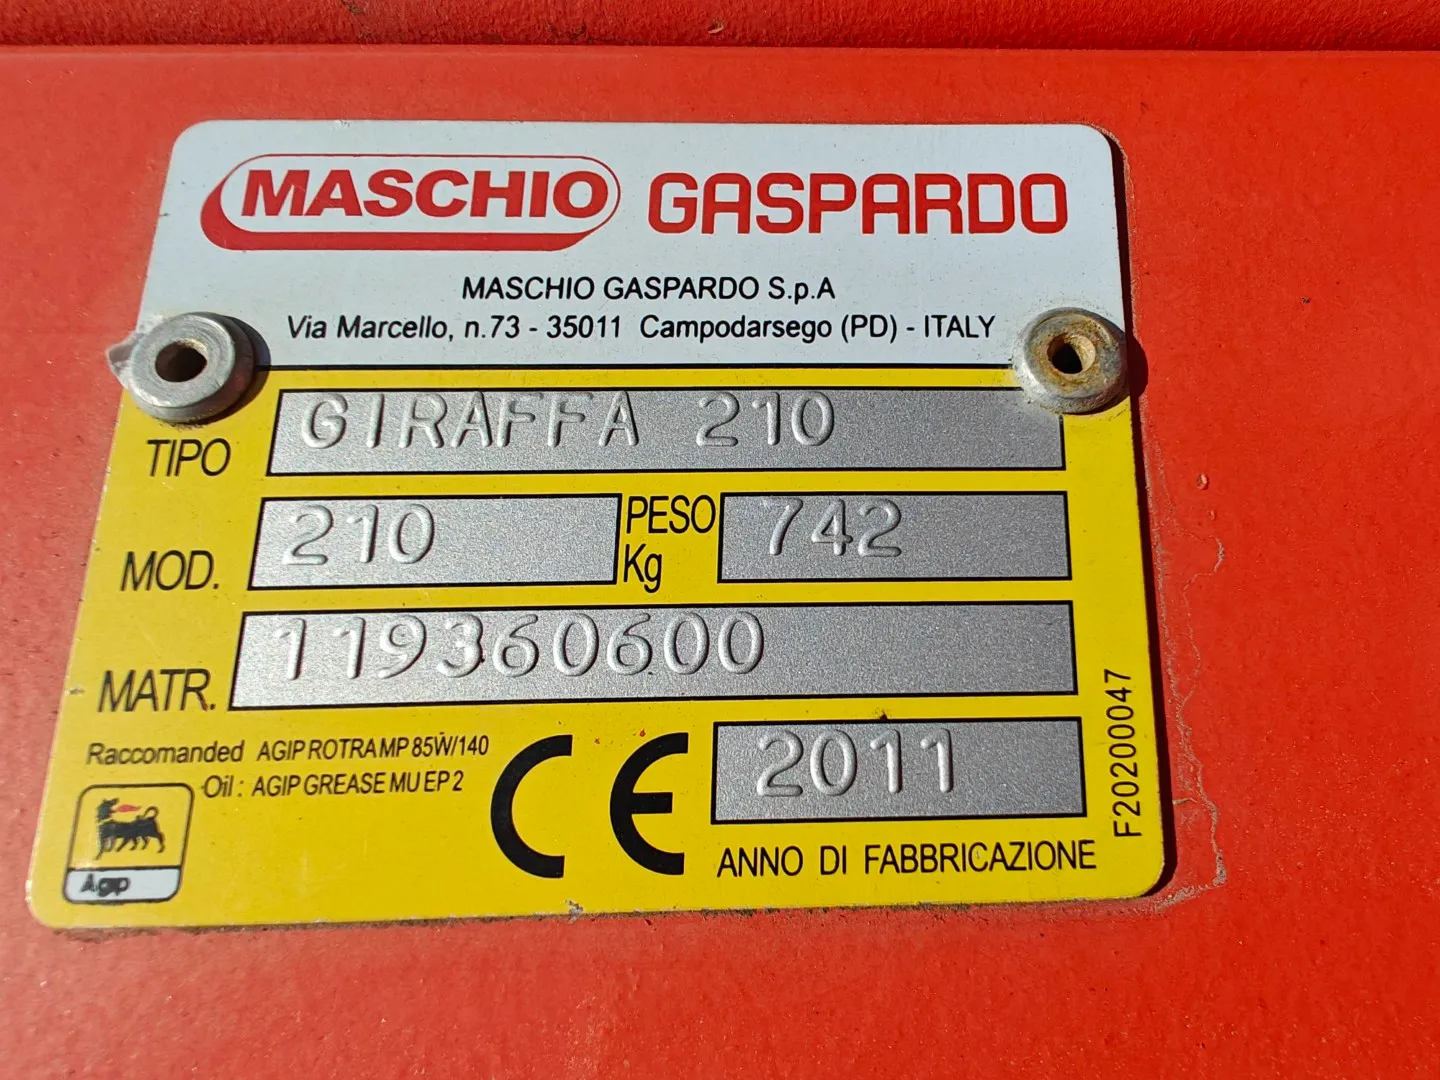 MASCHIO GASPARDO
MASCHIO GASPARDO S.p.A
Via Marcello, n.73 - 35011 Campodarsego (PD) - ITALY
TIPO GIRAFFA 210
MOD. 210 PESO Kg 742
MATR. 119360600
Raccomanded AGIP ROTRA MP 85W/140
Oil : AGIP GREASE MU EP 2
Agip
CE
2011
ANNO DI FABBRICAZIONE
F20200047